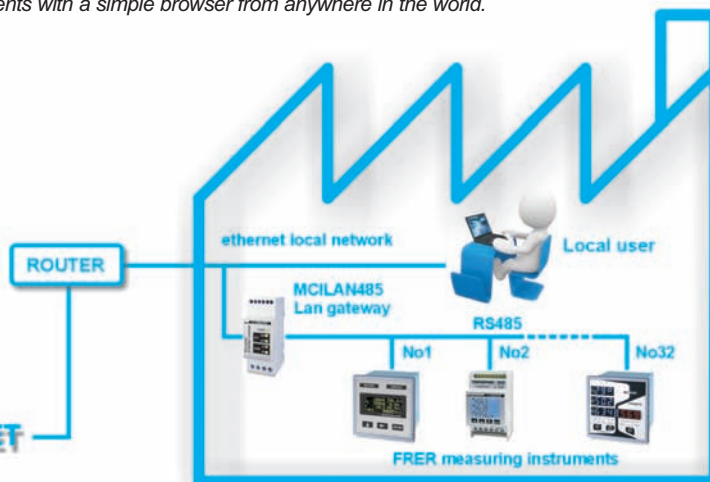 with a simple browser from anywhere in the world.
ethernet local network
Local user
ROUTER
MCILAN485
Lan gateway
RS485
No1
No2
No32
FRER measuring instruments